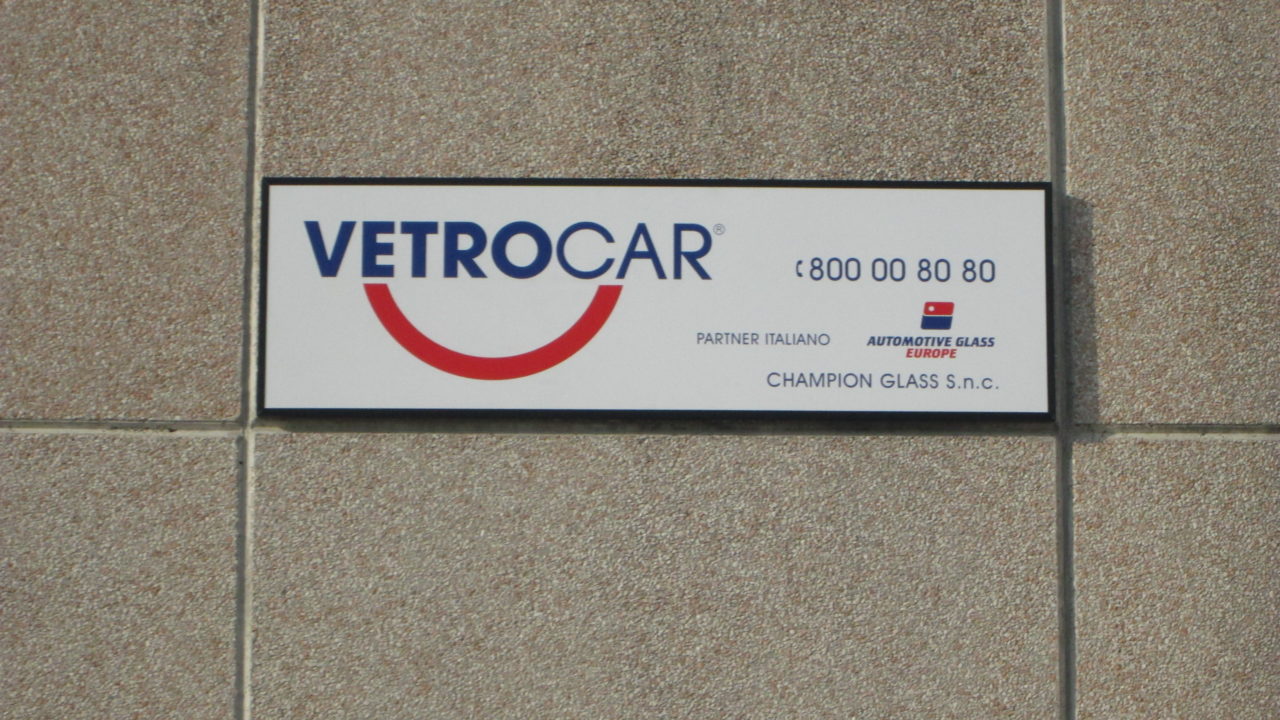 VETROCAR®
800 00 80 80
PARTNER ITALIANO
AUTOMOTIVE GLASS
EUROPE
CHAMPION GLASS S.n.c.